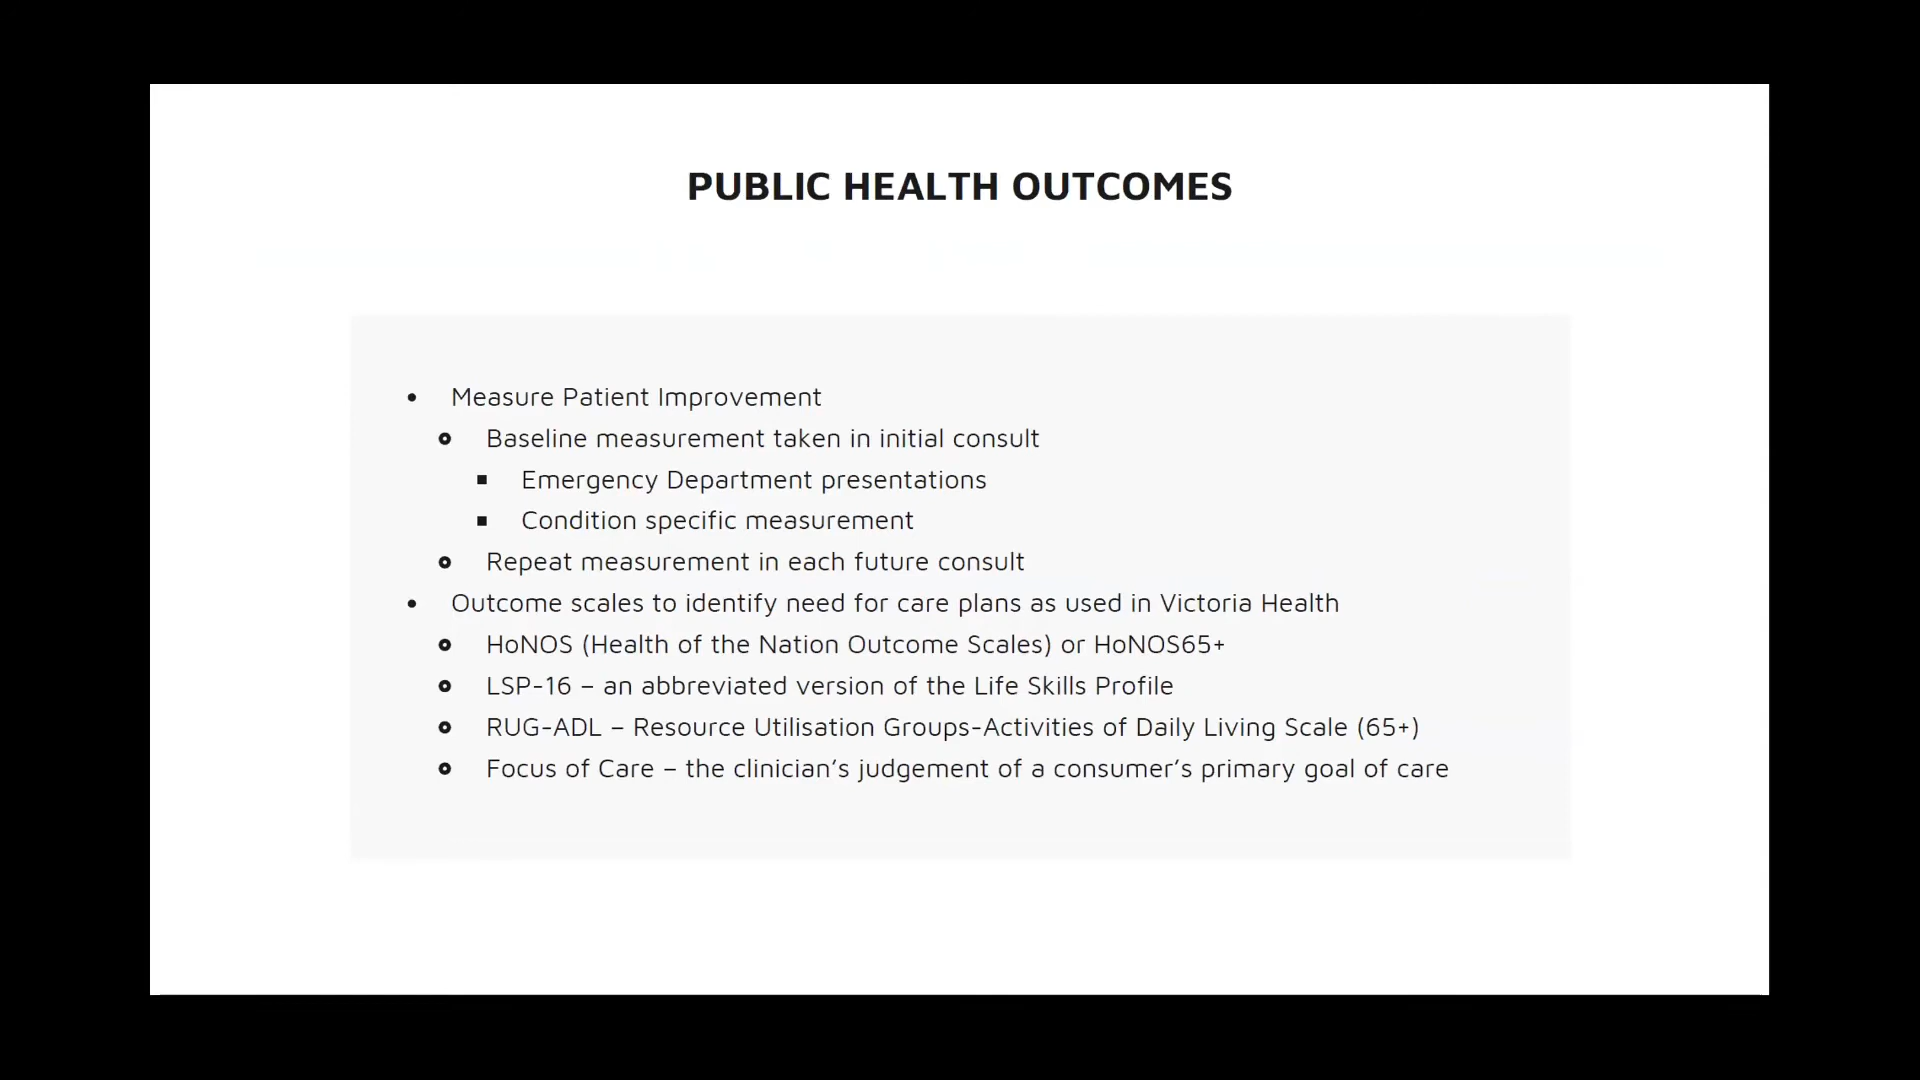 PUBLIC HEALTH OUTCOMES
• Measure Patient Improvement
Baseline measurement taken in initial consult
▪ Emergency Department presentations
▪ Condition specific measurement
Repeat measurement in each future consult
• Outcome scales to identify need for care plans as used in Victoria Health
HoNOS (Health of the Nation Outcome Scales) or HoNOS65+
LSP-16 – an abbreviated version of the Life Skills Profile
RUG-ADL – Resource Utilisation Groups-Activities of Daily Living Scale (65+)
Focus of Care – the clinician’s judgement of a consumer’s primary goal of care